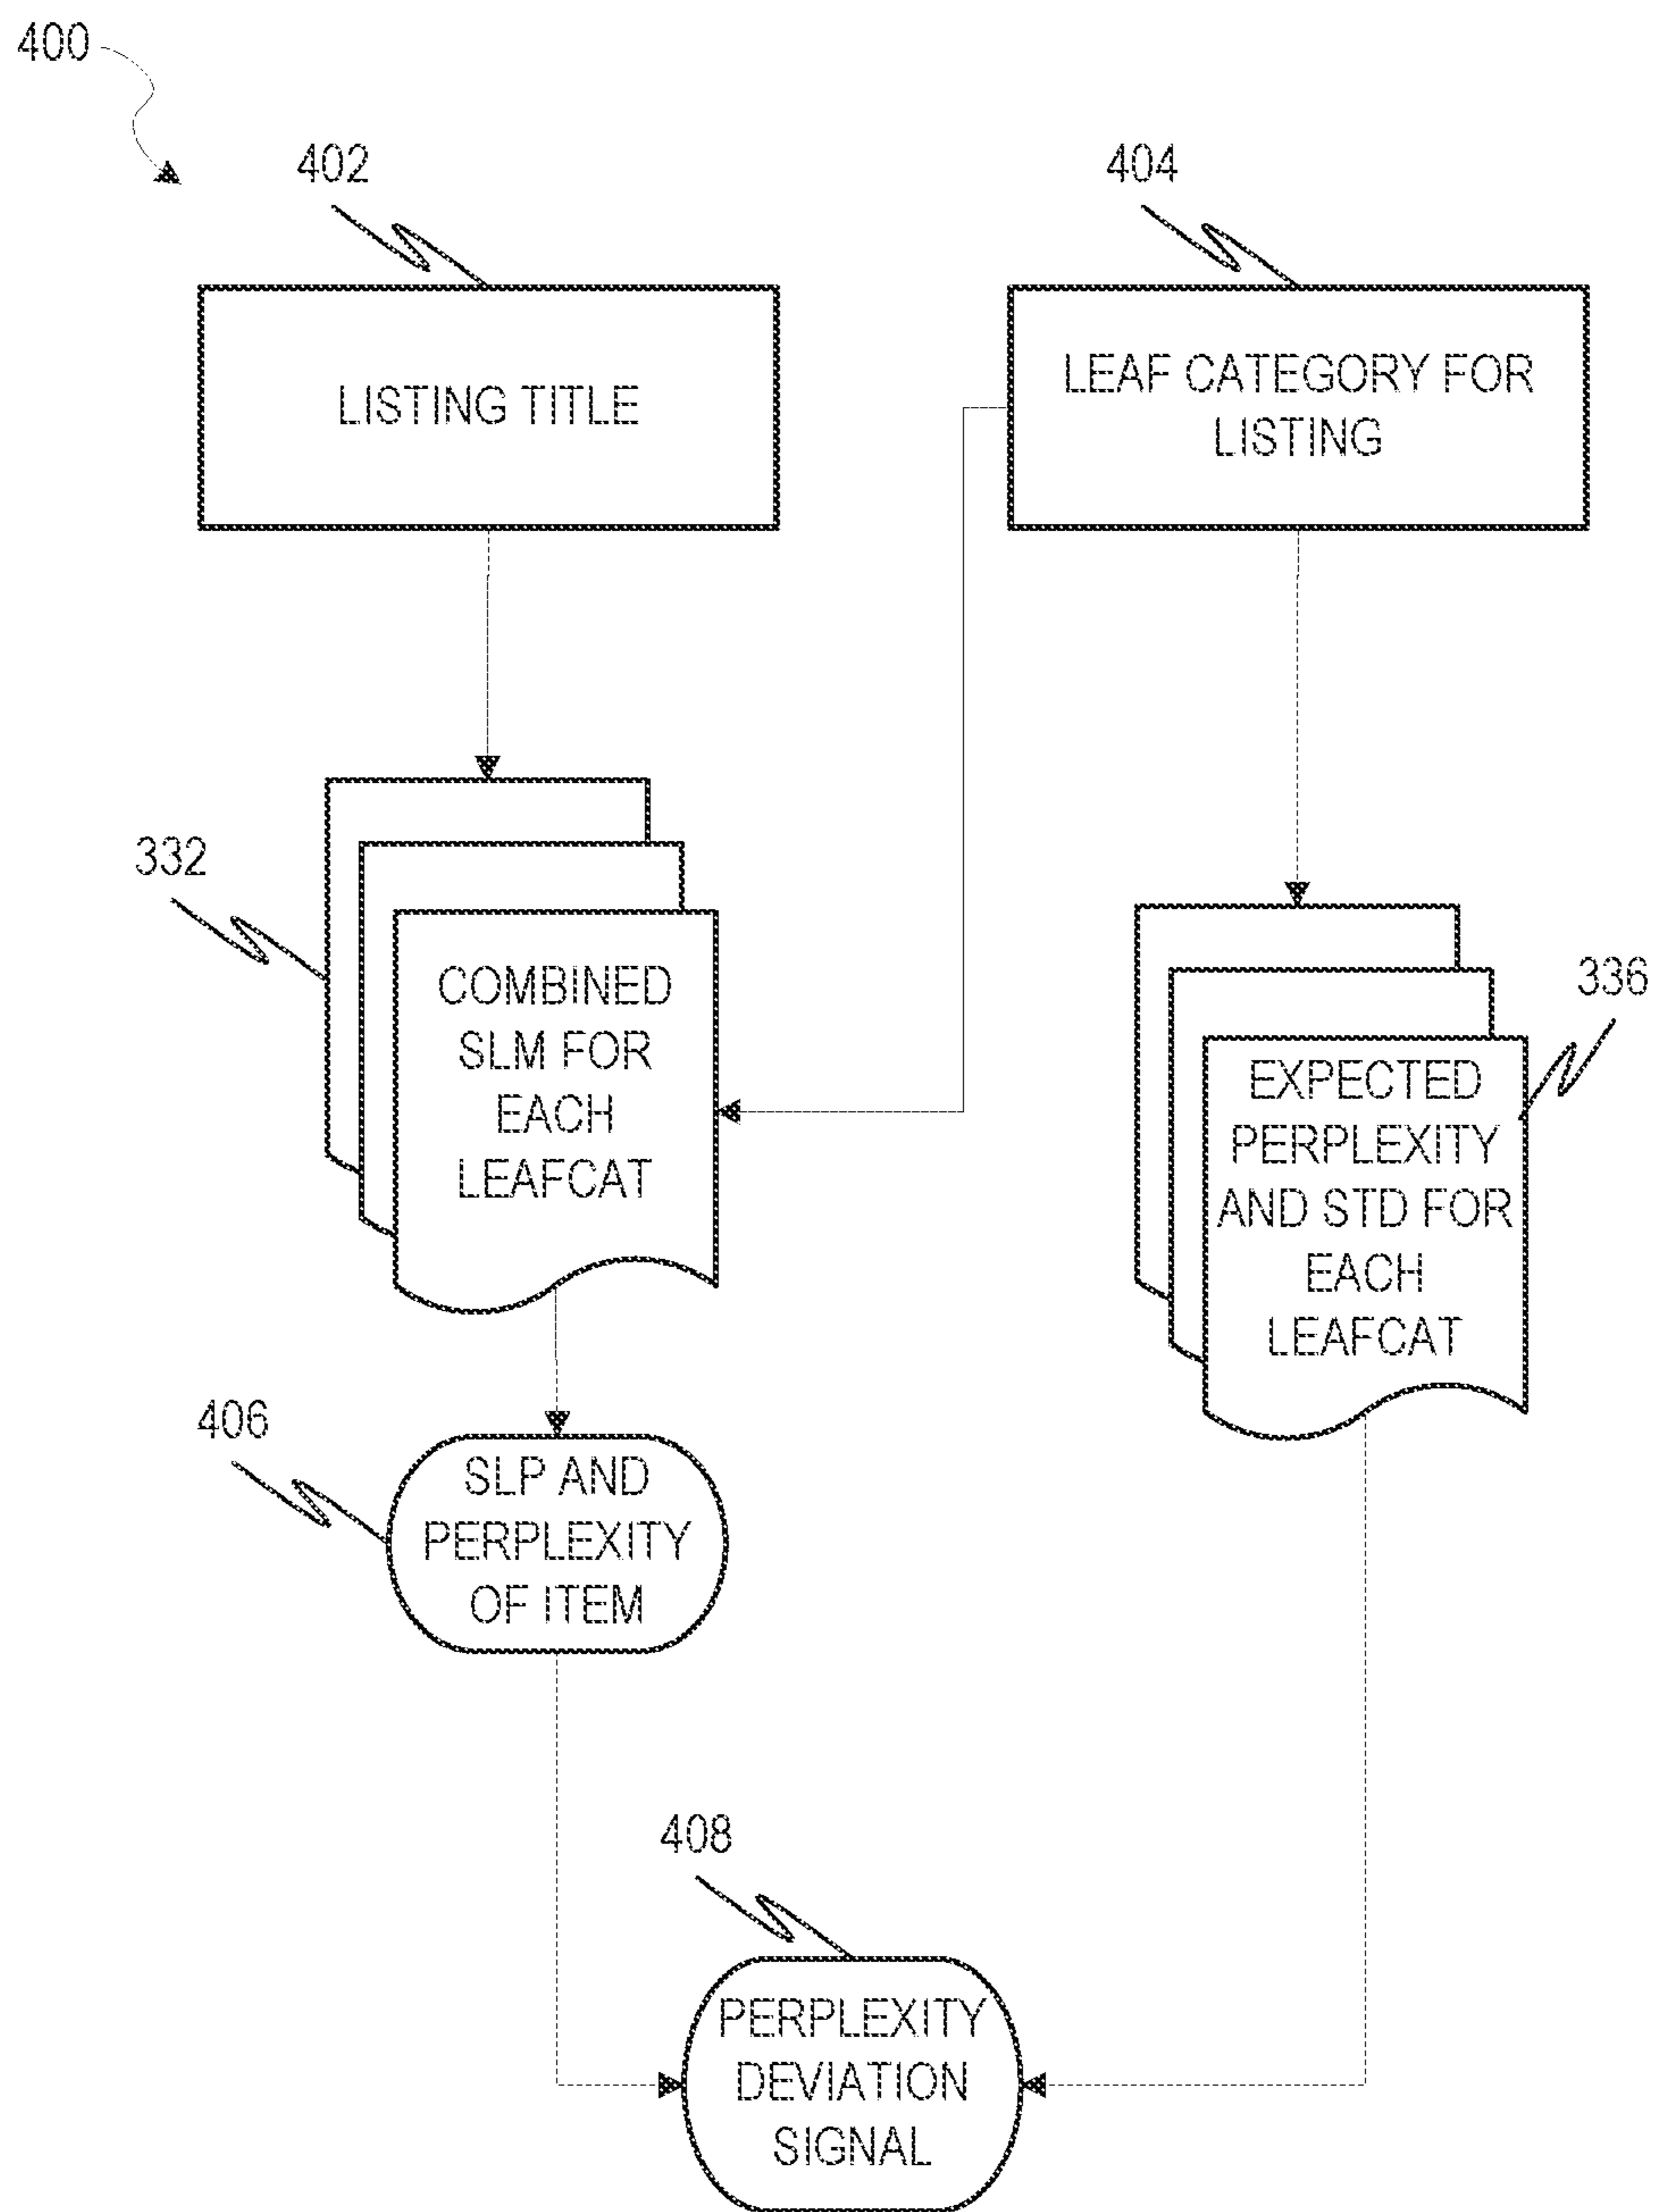 400
402
404
LISTING TITLE
LEAF CATEGORY FOR
LISTING
332
COMBINED
SLM FOR
EACH
LEAFCAT
336
EXPECTED
PERPLEXITY
AND STD FOR
EACH
LEAFCAT
406
SLP AND
PERPLEXITY
OF ITEM
408
PERPLEXITY
DEVIATION
SIGNAL